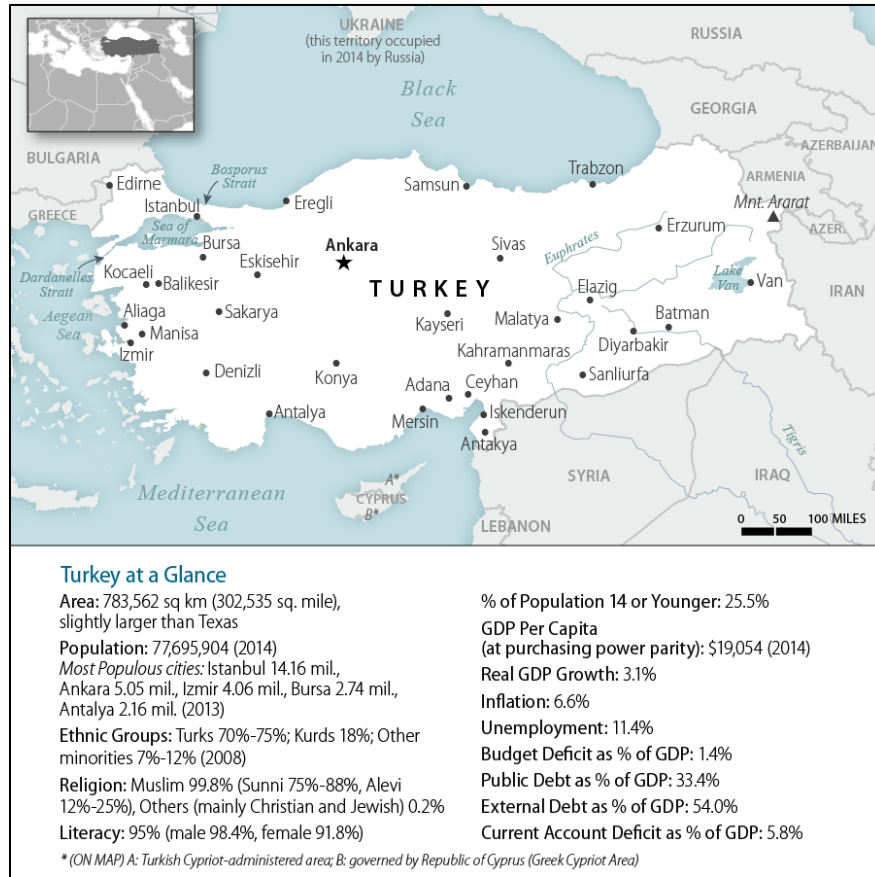 UKRAINE
(this territory occupied
in 2014 by Russia)
RUSSIA
Black
Sea
GEORGIA
BULGARIA
Bosporus
Strait
AZERBAIJAN
Edirne
Trabzon
ARMENIA
Samsun
Mnt. Ararat
GREECE
Istanbul
Eregli
Sea of
Marmara
Erzurum
AZER.
Bursa
Ankara
Sivas
Euphrates
Dardanelles
Strait
Kocaeli
Eskisehir
Lake
Van
Van
Balikesir
TURKEY
Elazig
IRAN
Aegean
Sea
Aliaga
Sakarya
Kayseri
Malatya
Batman
Manisa
Diyarbakir
Izmir
Kahramanmaras
Denizli
Konya
Adana
Ceyhan
Sanliurfa
Antalya
Mersin
Iskenderun
Antakya
Tigris
Mediterranean
Sea
A*
CYPRUS
B*
SYRIA
IRAQ
LEBANON
0 50 100 MILES
Turkey at a Glance
Area: 783,562 sq km (302,535 sq. mile),
slightly larger than Texas
Population: 77,695,904 (2014)
Most Populous cities: Istanbul 14.16 mil.,
Ankara 5.05 mil., Izmir 4.06 mil., Bursa 2.74 mil.,
Antalya 2.16 mil. (2013)
Ethnic Groups: Turks 70%-75%; Kurds 18%; Other
minorities 7%-12% (2008)
Religion: Muslim 99.8% (Sunni 75%-88%, Alevi
12%-25%), Others (mainly Christian and Jewish) 0.2%
Literacy: 95% (male 98.4%, female 91.8%)
% of Population 14 or Younger: 25.5%
GDP Per Capita
(at purchasing power parity): $19,054 (2014)
Real GDP Growth: 3.1%
Inflation: 6.6%
Unemployment: 11.4%
Budget Deficit as % of GDP: 1.4%
Public Debt as % of GDP: 33.4%
External Debt as % of GDP: 54.0%
Current Account Deficit as % of GDP: 5.8%
* (ON MAP) A: Turkish Cypriot-administered area; B: governed by Republic of Cyprus (Greek Cypriot Area)